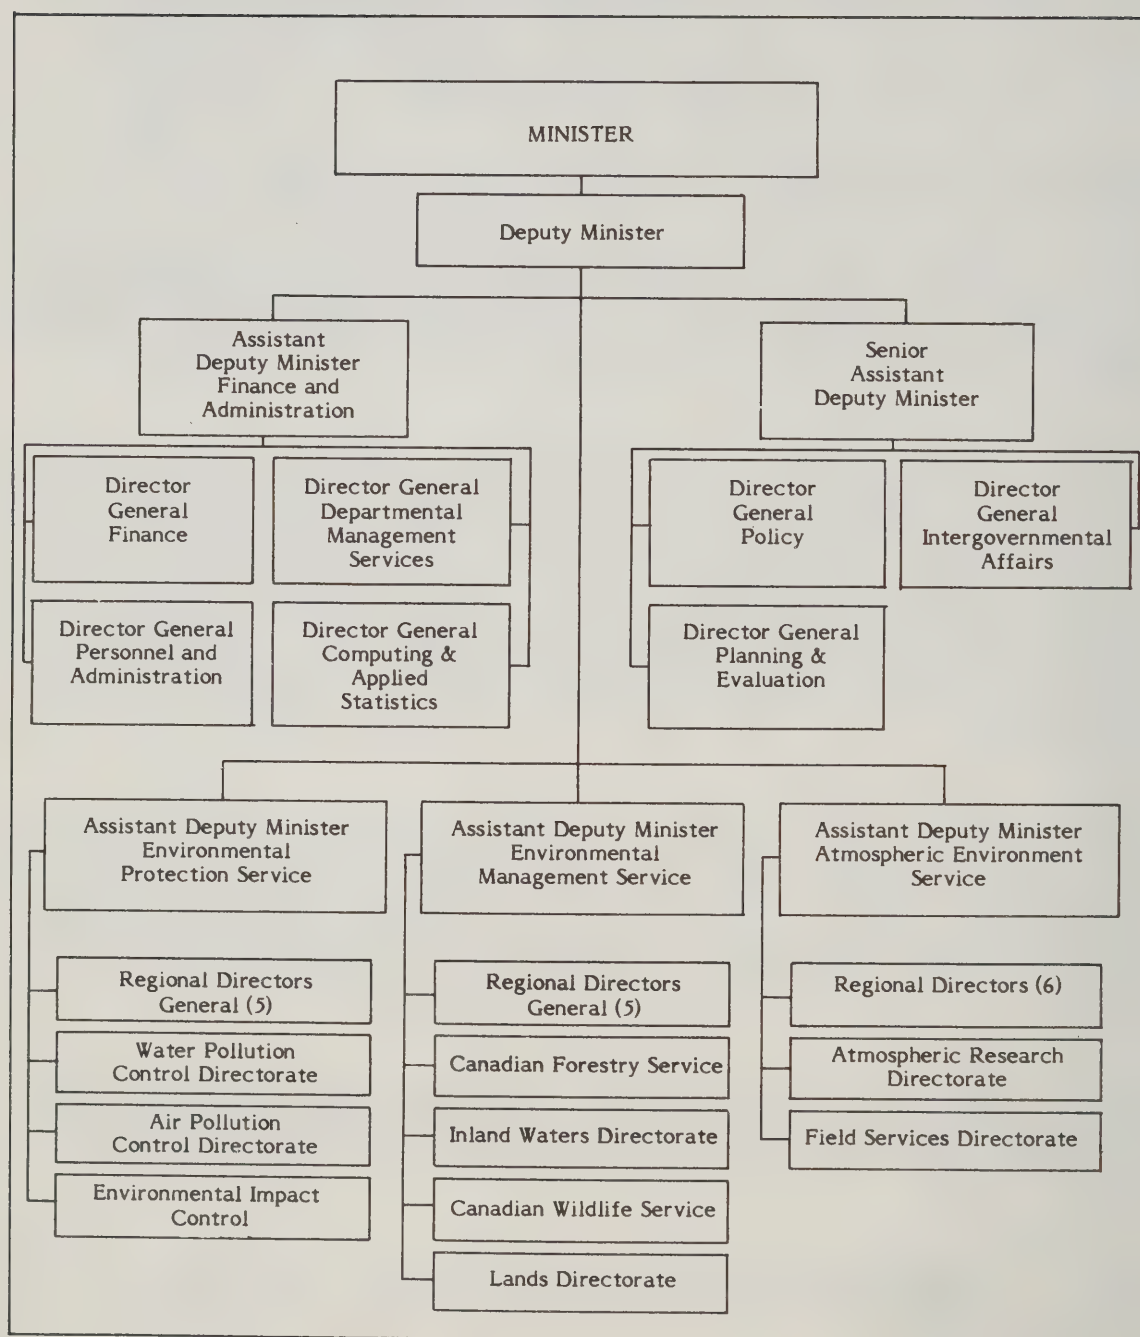 MINISTER
Deputy Minister
Assistant
Deputy Minister
Finance and
Administration
Senior
Assistant
Deputy Minister
Director
General
Finance
Director General
Departmental
Management
Services
Director
General
Policy
Director
General
Intergovernmental
Affairs
Director General
Personnel and
Administration
Director General
Computing &
Applied
Statistics
Director General
Planning &
Evaluation
Assistant Deputy Minister
Environmental
Protection Service
Assistant Deputy Minister
Environmental
Management Service
Assistant Deputy Minister
Atmospheric Environment
Service
Regional Directors
General (5)
Water Pollution
Control Directorate
Air Pollution
Control Directorate
Environmental Impact
Control
Regional Directors
General (5)
Canadian Forestry Service
Inland Waters Directorate
Canadian Wildlife Service
Lands Directorate
Regional Directors (6)
Atmospheric Research
Directorate
Field Services Directorate